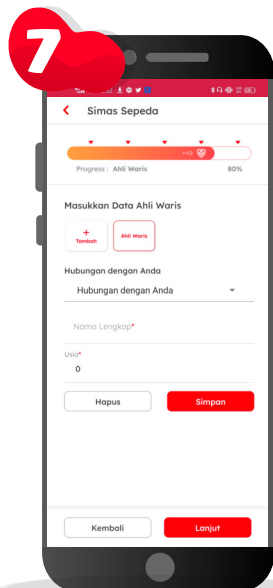 7
Simas Sepeda
Progress : Ahli Waris 80%
Masukkan Data Ahli Waris
+
Tambah
Ahli Waris
Hubungan dengan Anda
Hubungan dengan Anda
Nama Lengkap*
Usia*
0
Hapus Simpan
Kembali Lanjut